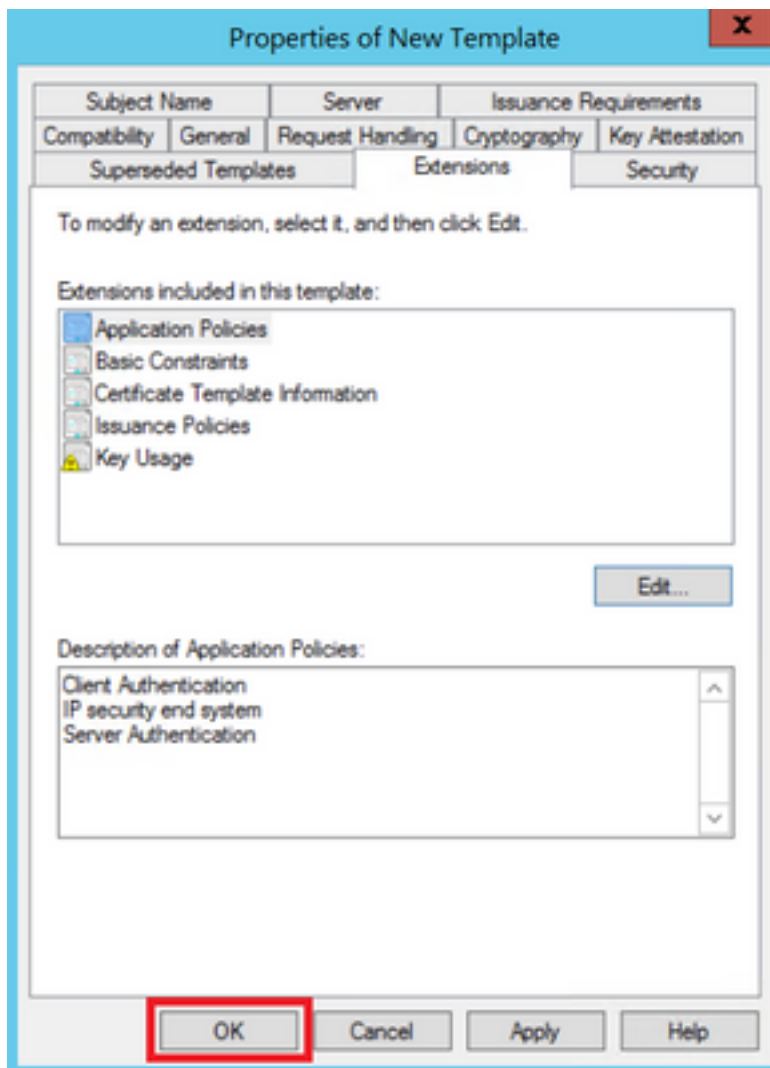 Properties of New Template
x
Subject Name Server Issuance Requirements
Compatibility General Request Handling Cryptography Key Attestation
Superseded Templates Extensions Security
To modify an extension, select it, and then click Edit.
Extensions included in this template:
Application Policies
Basic Constraints
Certificate Template Information
Issuance Policies
Key Usage
Edit...
Description of Application Policies:
Client Authentication
IP security end system
Server Authentication
OK Cancel Apply Help